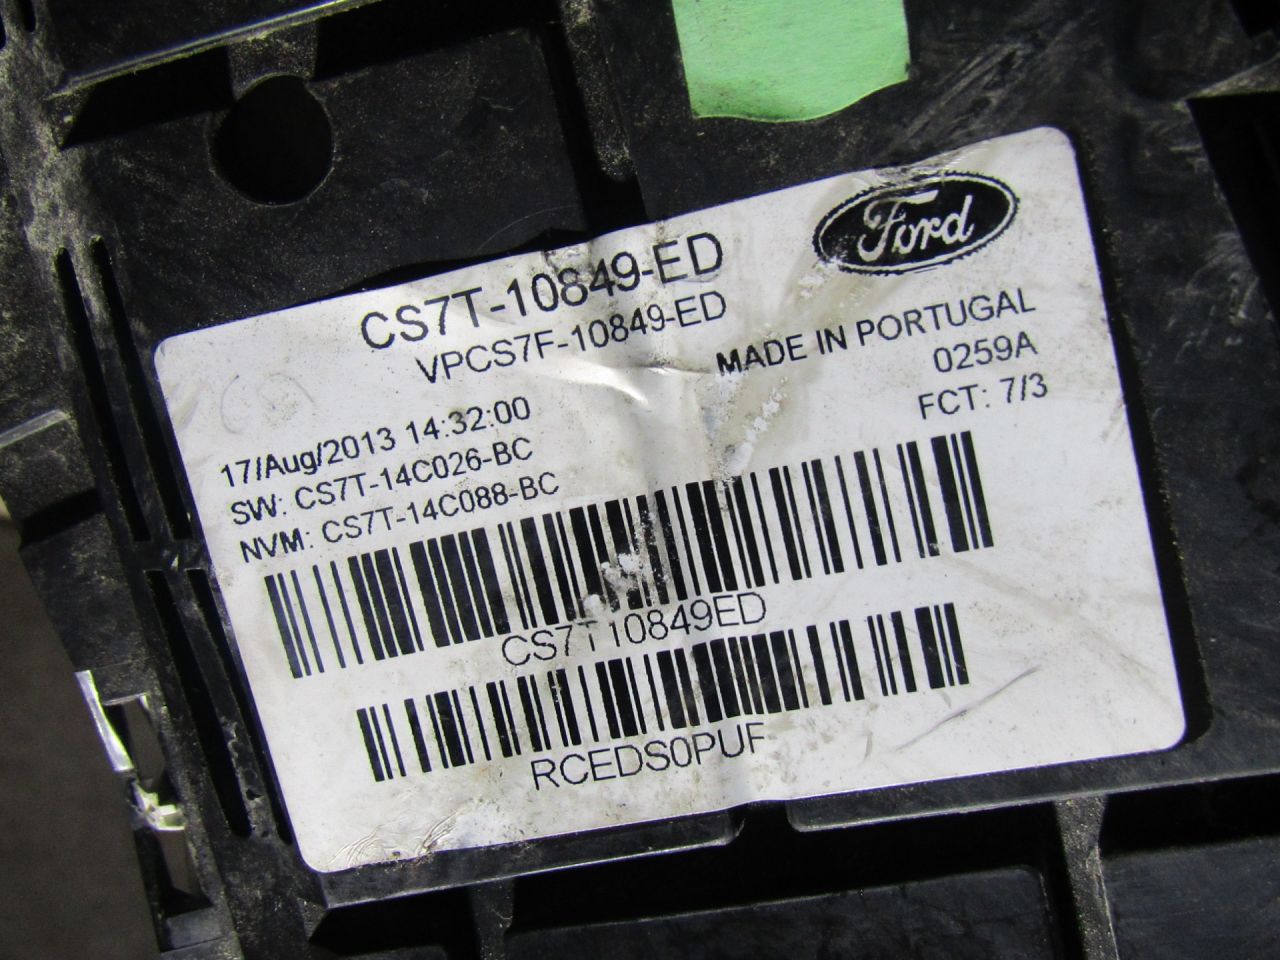 Ford
CS7T-10849-ED
VPCS7F-10849-ED
MADE IN PORTUGAL
0259A
FCT: 7/3
17/Aug/2013 14:32:00
SW: CS7T-14C026-BC
NVM: CS7T-14C088-BC
CS7T10849ED
RCEDS0PUF